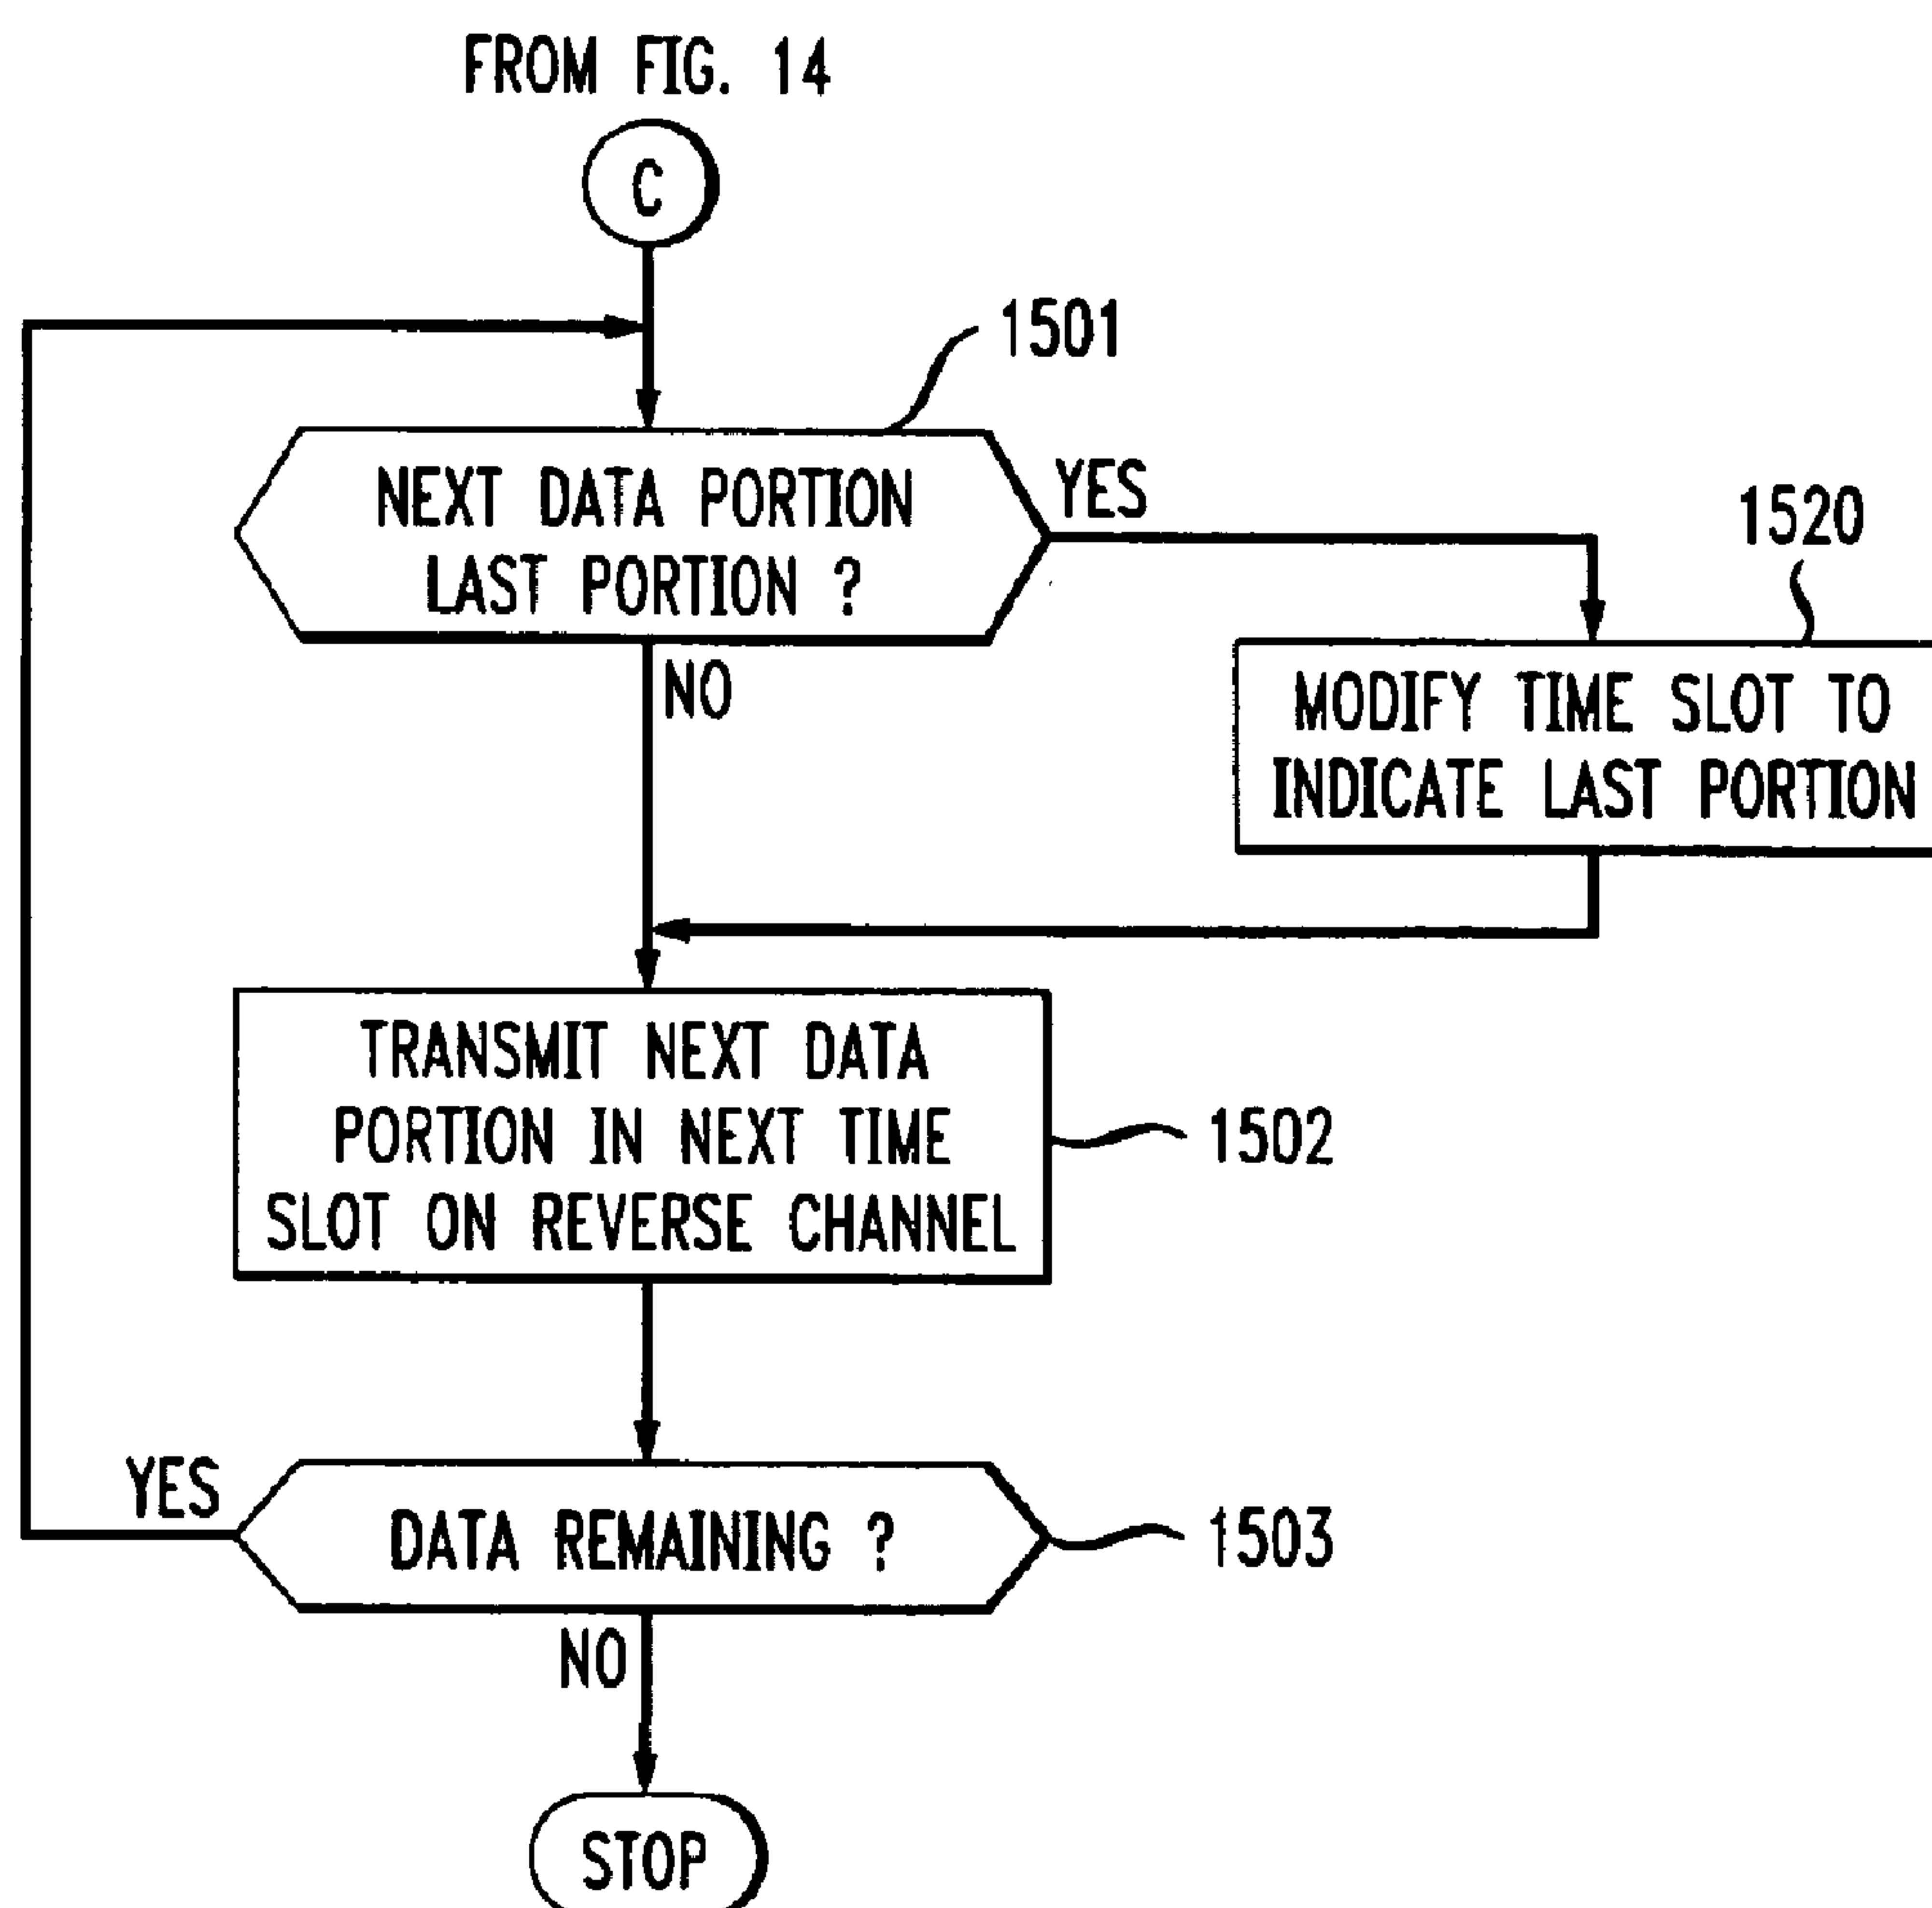 FROM FIG. 14
C
1501
NEXT DATA PORTION
LAST PORTION ?
YES
1520
NO
MODIFY TIME SLOT TO
INDICATE LAST PORTION
TRANSMIT NEXT DATA
PORTION IN NEXT TIME
SLOT ON REVERSE CHANNEL
1502
YES
DATA REMAINING ?
1503
NO
STOP